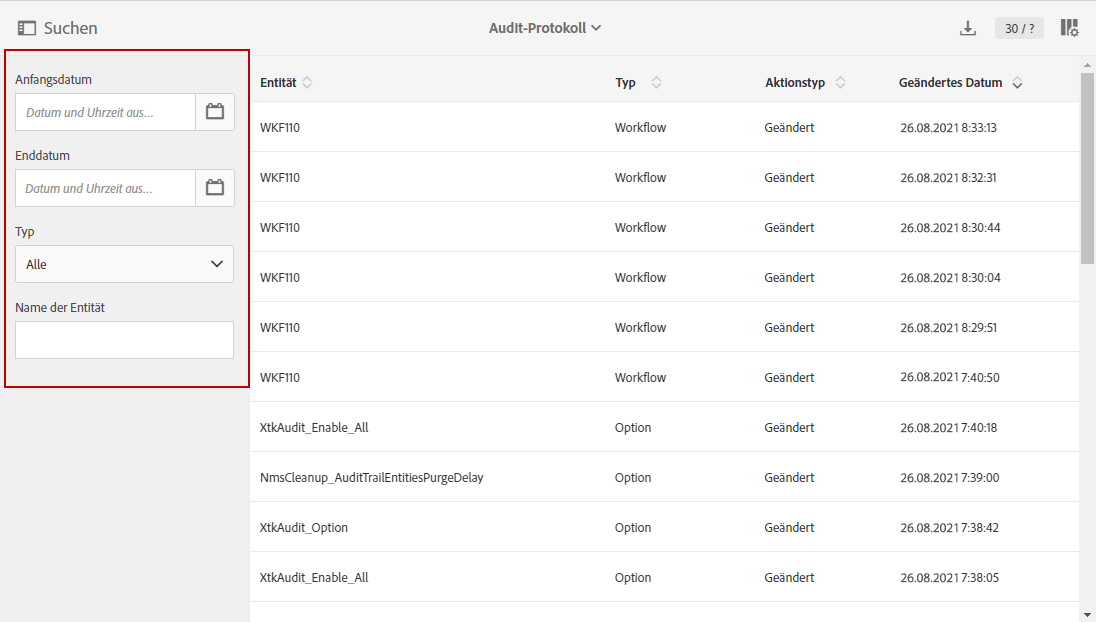 Suchen
Audit-Protokoll
30 / ?
Anfangsdatum
Datum und Uhrzeit aus...
Enddatum
Datum und Uhrzeit aus...
Typ
Alle
Name der Entität
Entität Typ Aktionstyp Geändertes Datum
WKF110 Workflow Geändert 26.08.2021 8:33:13
WKF110 Workflow Geändert 26.08.2021 8:32:31
WKF110 Workflow Geändert 26.08.2021 8:30:44
WKF110 Workflow Geändert 26.08.2021 8:30:04
WKF110 Workflow Geändert 26.08.2021 8:29:51
WKF110 Workflow Geändert 26.08.2021 7:40:50
XtkAudit_Enable_All Option Geändert 26.08.2021 7:40:18
NmsCleanup_AuditTrailEntitiesPurgeDelay Option Geändert 26.08.2021 7:39:00
XtkAudit_Option Option Geändert 26.08.2021 7:38:42
XtkAudit_Enable_All Option Geändert 26.08.2021 7:38:05